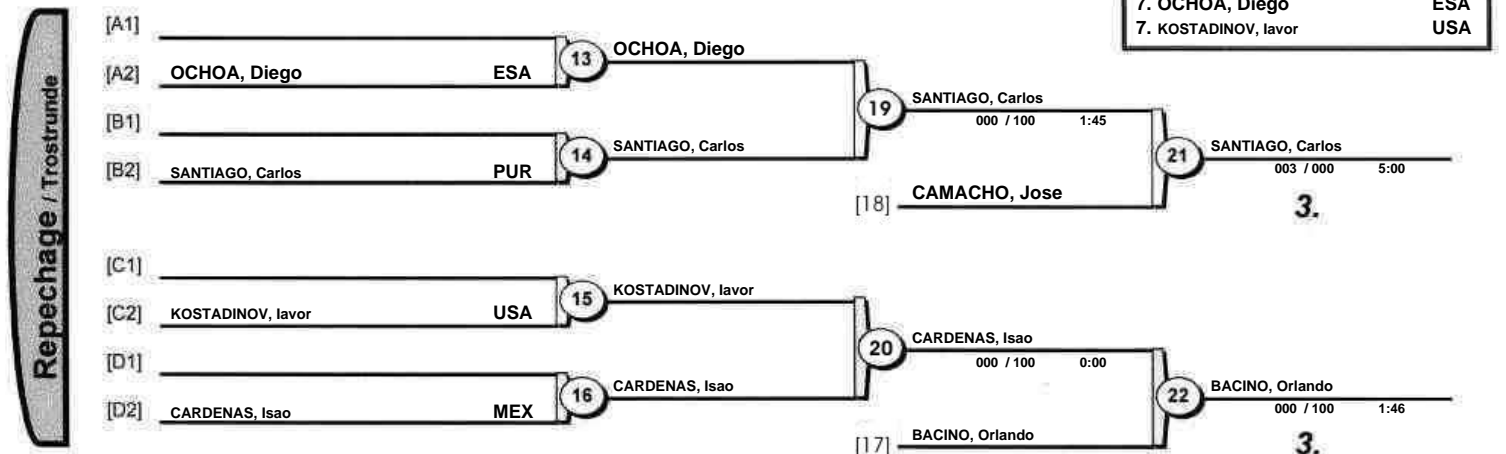 7. OCHOA, Diego ESA
7. KOSTADINOV, Iavor USA
Repechage / Trostrunde
[A1]
[A2] OCHOA, Diego ESA
13
OCHOA, Diego
[B1]
[B2] SANTIAGO, Carlos PUR
14
SANTIAGO, Carlos
19
SANTIAGO, Carlos
000 / 100 1:45
[18] CAMACHO, Jose
21
SANTIAGO, Carlos
003 / 000 5:00
3.
[C1]
[C2] KOSTADINOV, Iavor USA
15
KOSTADINOV, Iavor
[D1]
[D2] CARDENAS, Isao MEX
16
CARDENAS, Isao
20
CARDENAS, Isao
000 / 100 0:00
[17] BACINO, Orlando
22
BACINO, Orlando
000 / 100 1:46
3.